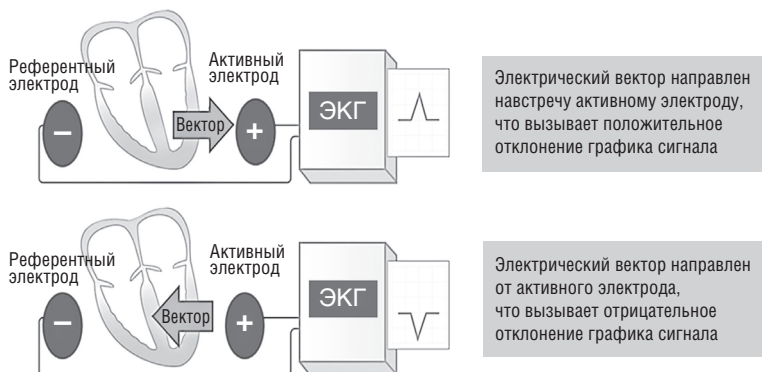 Референтный
электрод
Активный
электрод
−
Вектор
+
ЭКГ
Электрический вектор направлен
навстречу активному электроду,
что вызывает положительное
отклонение графика сигнала
Референтный
электрод
Активный
электрод
−
Вектор
+
ЭКГ
Электрический вектор направлен
от активного электрода,
что вызывает отрицательное
отклонение графика сигнала